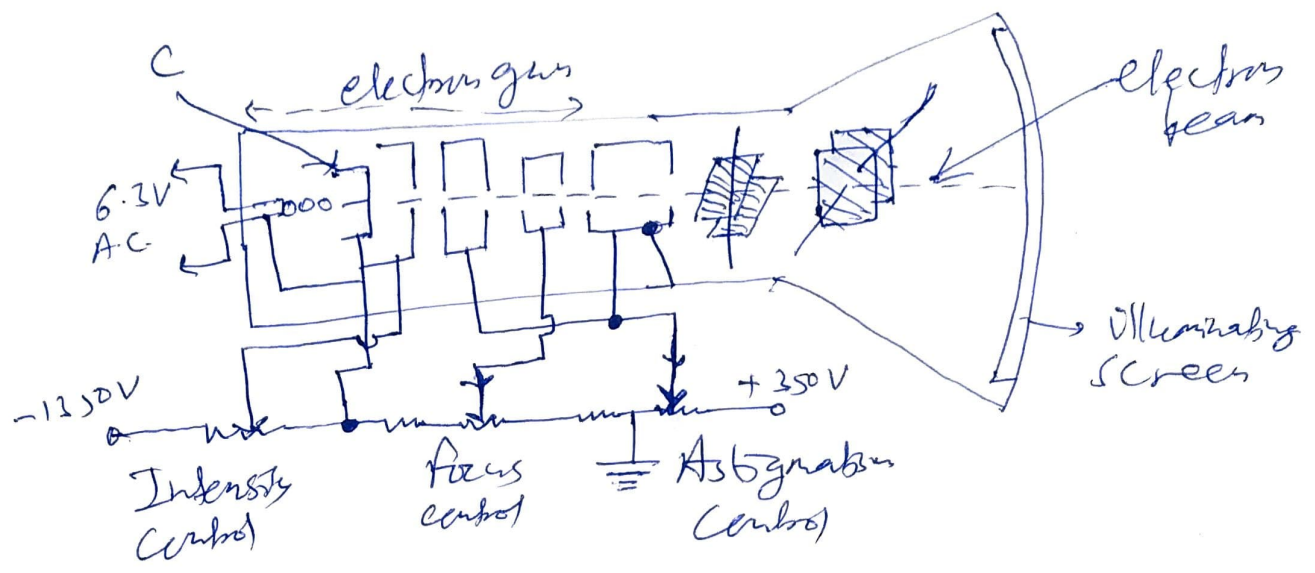 C
electron gun
electron
beam
6.3V
A.C.
illuminating
screen
-1350V
+350V
Intensity
control
focus
control
Astigmatism
control